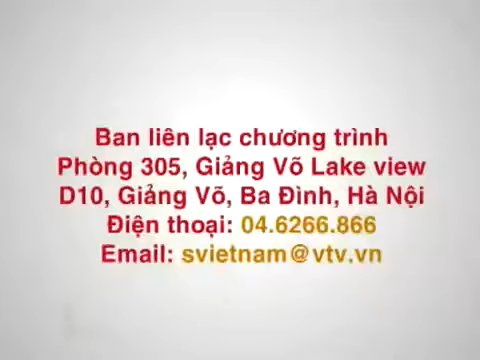 Ban liên lạc chương trình
Phòng 305, Giảng Võ Lake view
D10, Giảng Võ, Ba Đình, Hà Nội
Điện thoại: 04.6266.866
Email: svietnam@vtv.vn